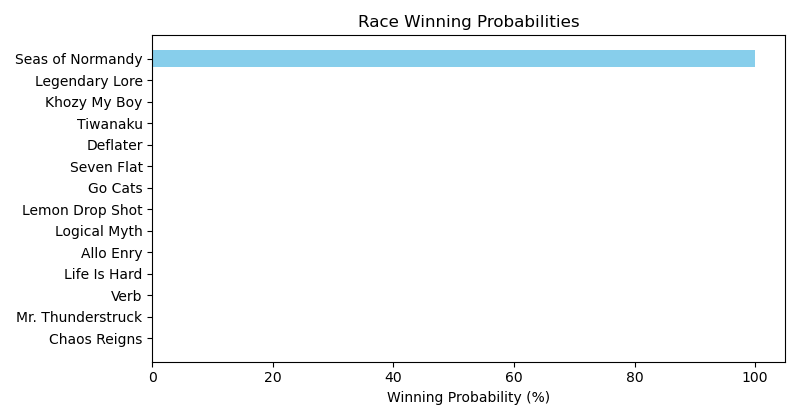 Race Winning Probabilities
Seas of Normandy
Legendary Lore
Khozy My Boy
Tiwanaku
Deflater
Seven Flat
Go Cats
Lemon Drop Shot
Logical Myth
Allo Enry
Life Is Hard
Verb
Mr. Thunderstruck
Chaos Reigns
0 20 40 60 80 100
Winning Probability (%)